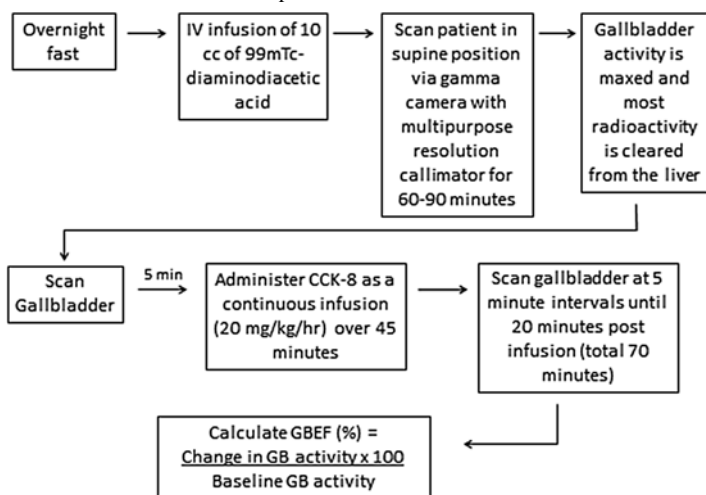 Overnight
fast
IV infusion of 10
cc of 99mTc-
diaminodiacetic
acid
Scan patient in
supine position
via gamma
camera with
multipurpose
resolution
callimator for
60-90 minutes
Gallbladder
activity is
maxed and
most
radioactivity
is cleared
from the liver
Scan
Gallbladder
5 min
Administer CCK-8 as a
continuous infusion
(20 mg/kg/hr) over 45
minutes
Scan gallbladder at 5
minute intervals until
20 minutes post
infusion (total 70
minutes)
Calculate GBEF (%) =
Change in GB activity x 100
Baseline GB activity